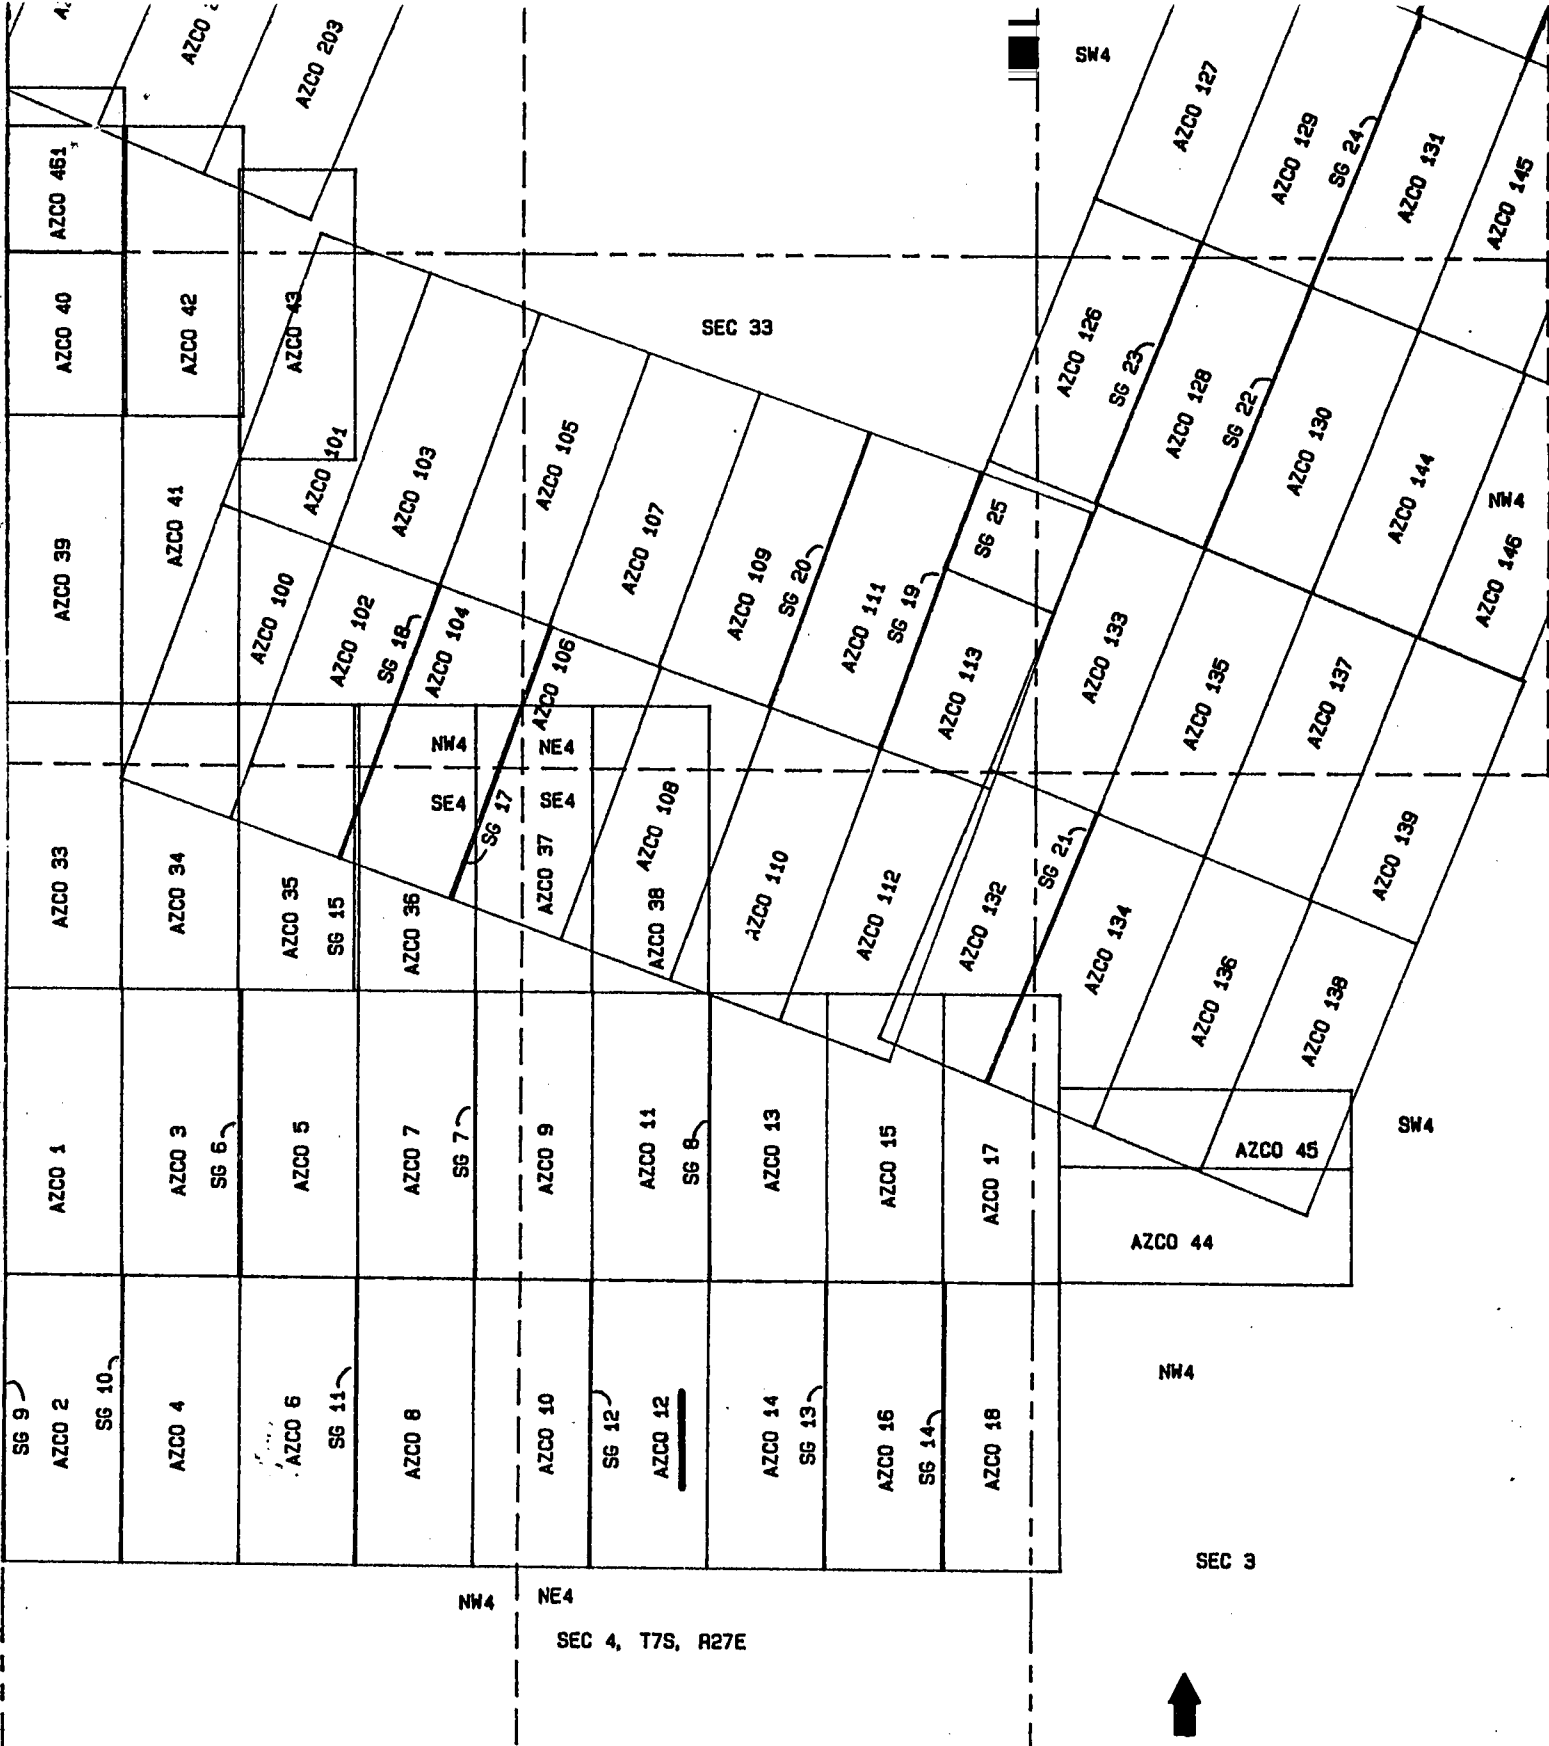 AZCO 203
SW4
AZCO 127
AZCO 129
SG 24
AZCO 131
AZCO 145
AZCO 461
AZCO 40
AZCO 42
AZCO 43
SEC 33
AZCO 126
SG 23
AZCO 128
SG 22
AZCO 130
AZCO 144
NW4
AZCO 146
AZCO 39
AZCO 41
AZCO 101
AZCO 103
AZCO 105
AZCO 107
AZCO 109
SG 20
AZCO 111
SG 19
SG 25
AZCO 113
AZCO 133
AZCO 135
AZCO 137
AZCO 100
AZCO 102
SG 18
AZCO 104
AZCO 106
NW4
NE4
SE4
SE4
SG 17
AZCO 108
AZCO 110
AZCO 112
AZCO 132
SG 21
AZCO 134
AZCO 136
AZCO 138
AZCO 139
AZCO 33
AZCO 34
AZCO 35
SG 15
AZCO 36
AZCO 37
AZCO 38
AZCO 1
AZCO 3
SG 6
AZCO 5
AZCO 7
SG 7
AZCO 9
AZCO 11
SG 8
AZCO 13
AZCO 15
AZCO 17
AZCO 45
SW4
AZCO 44
SG 9
AZCO 2
SG 10
AZCO 4
AZCO 6
SG 11
AZCO 8
AZCO 10
SG 12
AZCO 12
AZCO 14
SG 13
AZCO 16
SG 14
AZCO 18
NW4
SEC 3
NW4
NE4
SEC 4, T7S, R27E